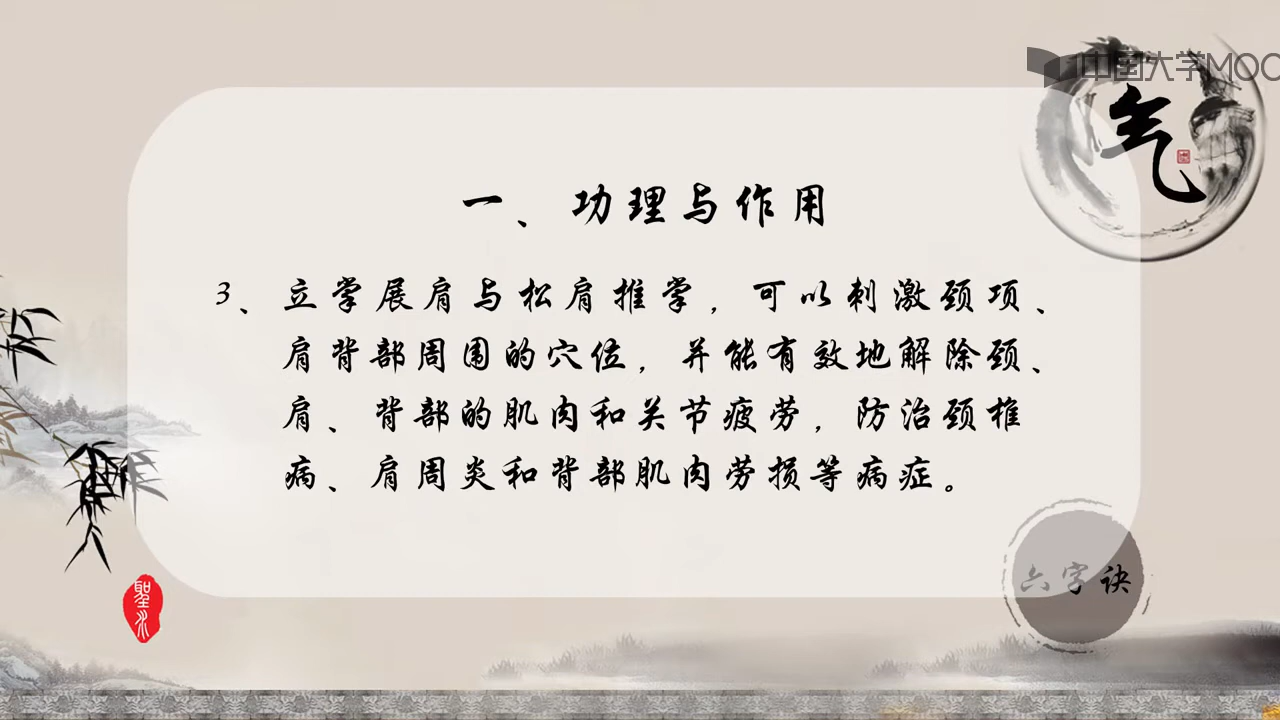 中国大学MOOC
气
一、功理与作用
3、立掌展肩与松肩推掌，可以刺激颈项、
肩背部周围的穴位，并能有效地解除颈、
肩、背部的肌肉和关节疲劳，防治颈椎
病、肩周炎和背部肌肉劳损等病症。
六字诀